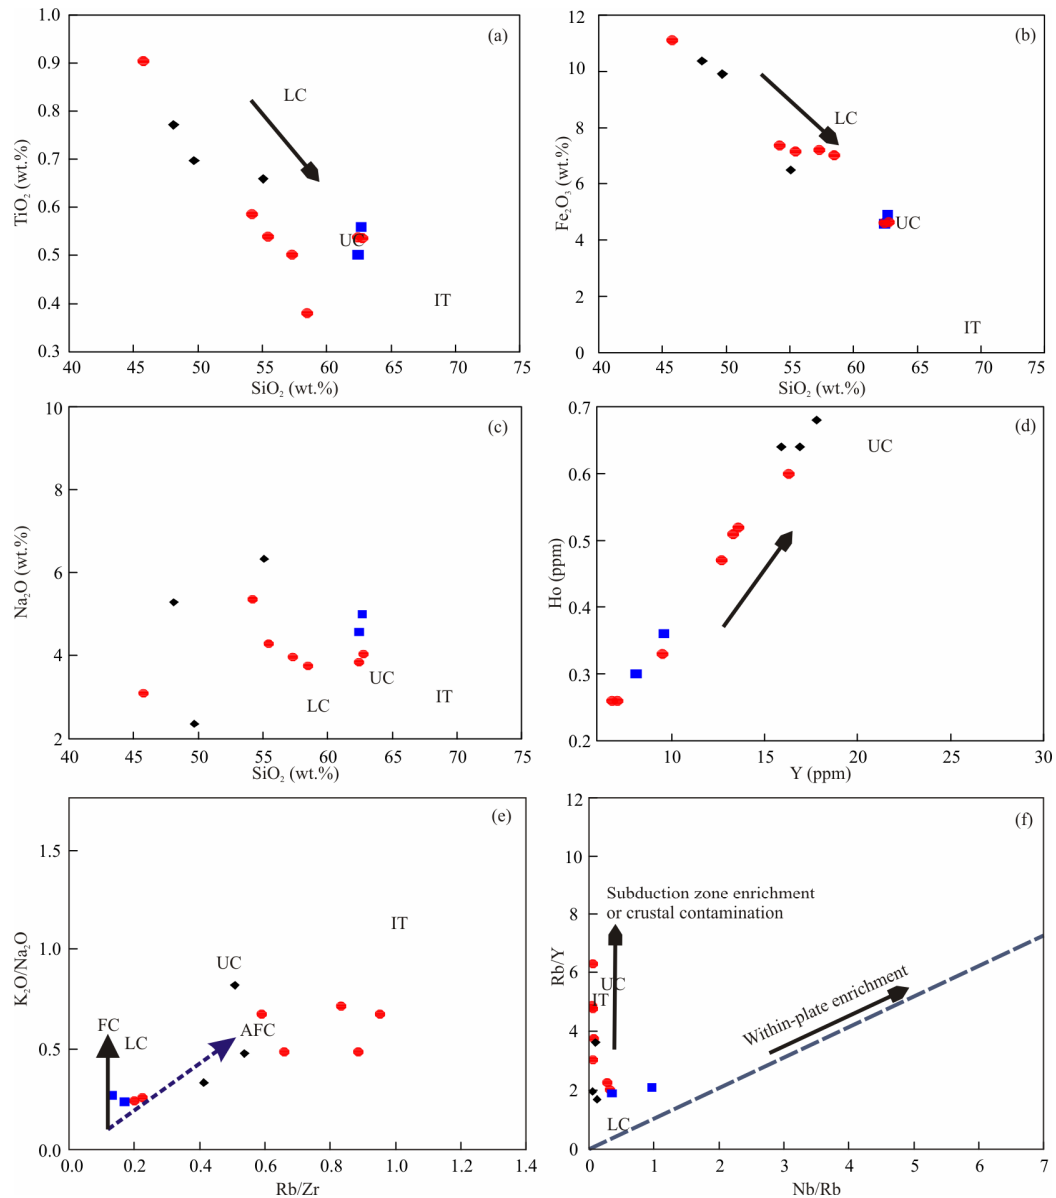 (a)
1.0
0.9
0.8
0.7
0.6
0.5
0.4
0.3
TiO₂ (wt.%)
LC
UC
IT
40 45 50 55 60 65 70 75
SiO₂ (wt.%)
(b)
12
10
8
6
4
2
0
Fe₂O₃ (wt.%)
LC
UC
IT
40 45 50 55 60 65 70 75
SiO₂ (wt.%)
(c)
10
8
6
4
2
Na₂O (wt.%)
UC
IT
LC
40 45 50 55 60 65 70 75
SiO₂ (wt.%)
(d)
0.7
0.6
0.5
0.4
0.3
0.2
Ho (ppm)
UC
10 15 20 25 30
Y (ppm)
(e)
1.5
1.0
0.5
0.0
K₂O/Na₂O
IT
UC
FC
LC
AFC
0.0 0.2 0.4 0.6 0.8 1.0 1.2 1.4
Rb/Zr
(f)
12
10
8
6
4
2
0
Rb/Y
Subduction zone enrichment
or crustal contamination
UC
IT
Within-plate enrichment
LC
0 1 2 3 4 5 6 7
Nb/Rb